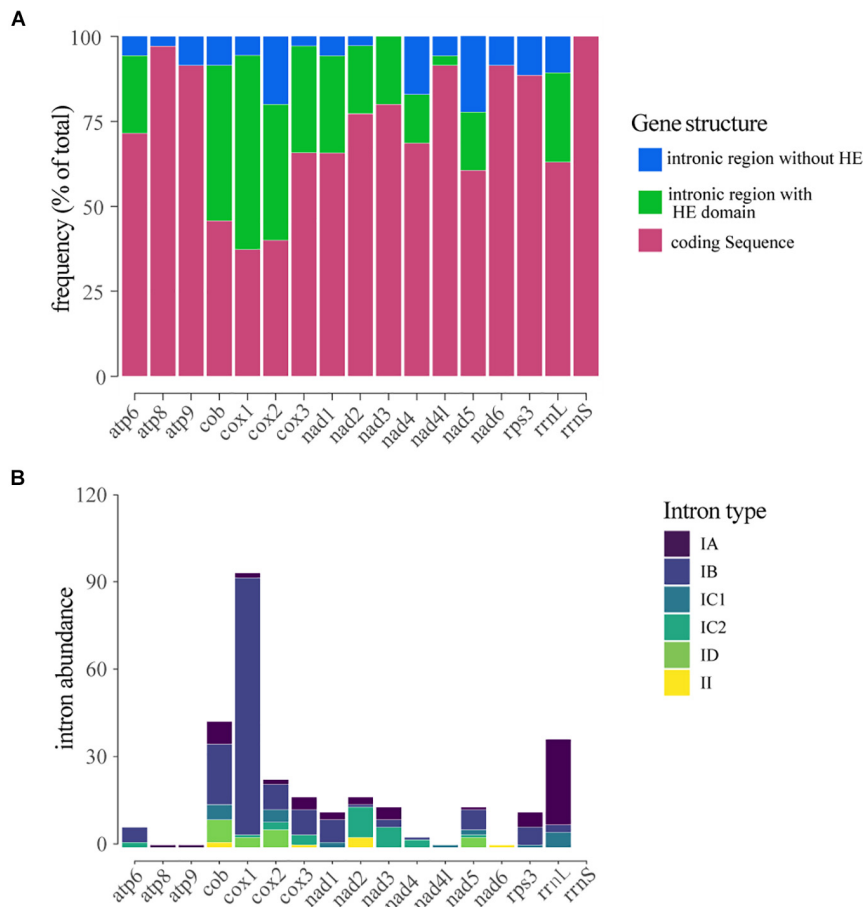 A
100
75
50
25
0
frequency (% of total)
atp6
atp8
atp9
cob
cox1
cox2
cox3
nad1
nad2
nad3
nad4
nad4l
nad5
nad6
rps3
rrnL
rrnS
Gene structure
intronic region without HE
intronic region with
HE domain
coding Sequence
B
120
90
60
30
0
intron abundance
atp6
atp8
atp9
cob
cox1
cox2
cox3
nad1
nad2
nad3
nad4
nad4l
nad5
nad6
rps3
rrnL
rrnS
Intron type
IA
IB
IC1
IC2
ID
II